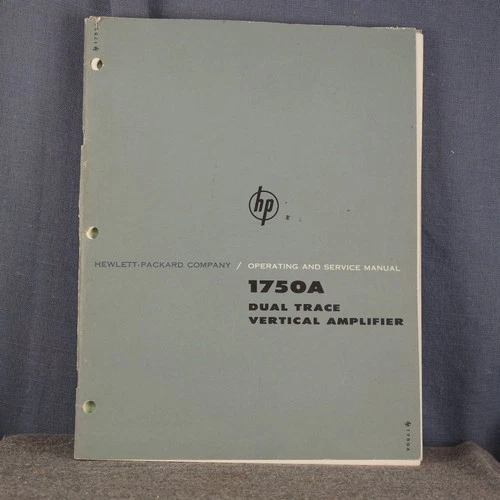 hp
HEWLETT-PACKARD COMPANY / OPERATING AND SERVICE MANUAL
1750A
DUAL TRACE
VERTICAL AMPLIFIER